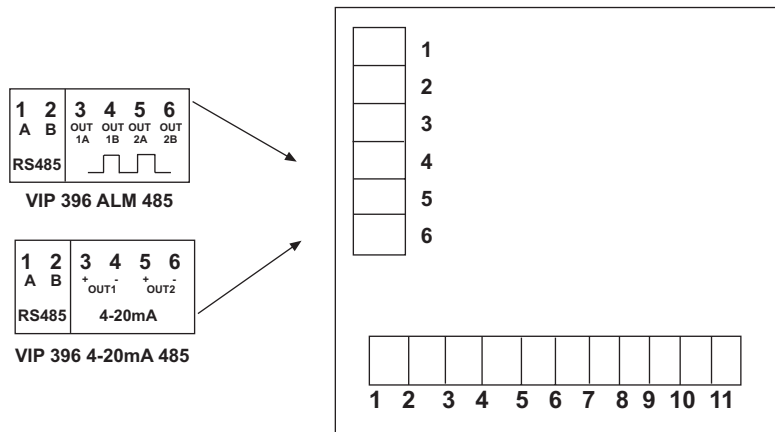 1 2 3 4 5 6
A B OUT OUT OUT OUT
1A 1B 2A 2B
RS485
VIP 396 ALM 485
1 2 3 4 5 6
A B + - + -
OUT1 OUT2
RS485 4-20mA
VIP 396 4-20mA 485
1
2
3
4
5
6
1 2 3 4 5 6 7 8 9 10 11